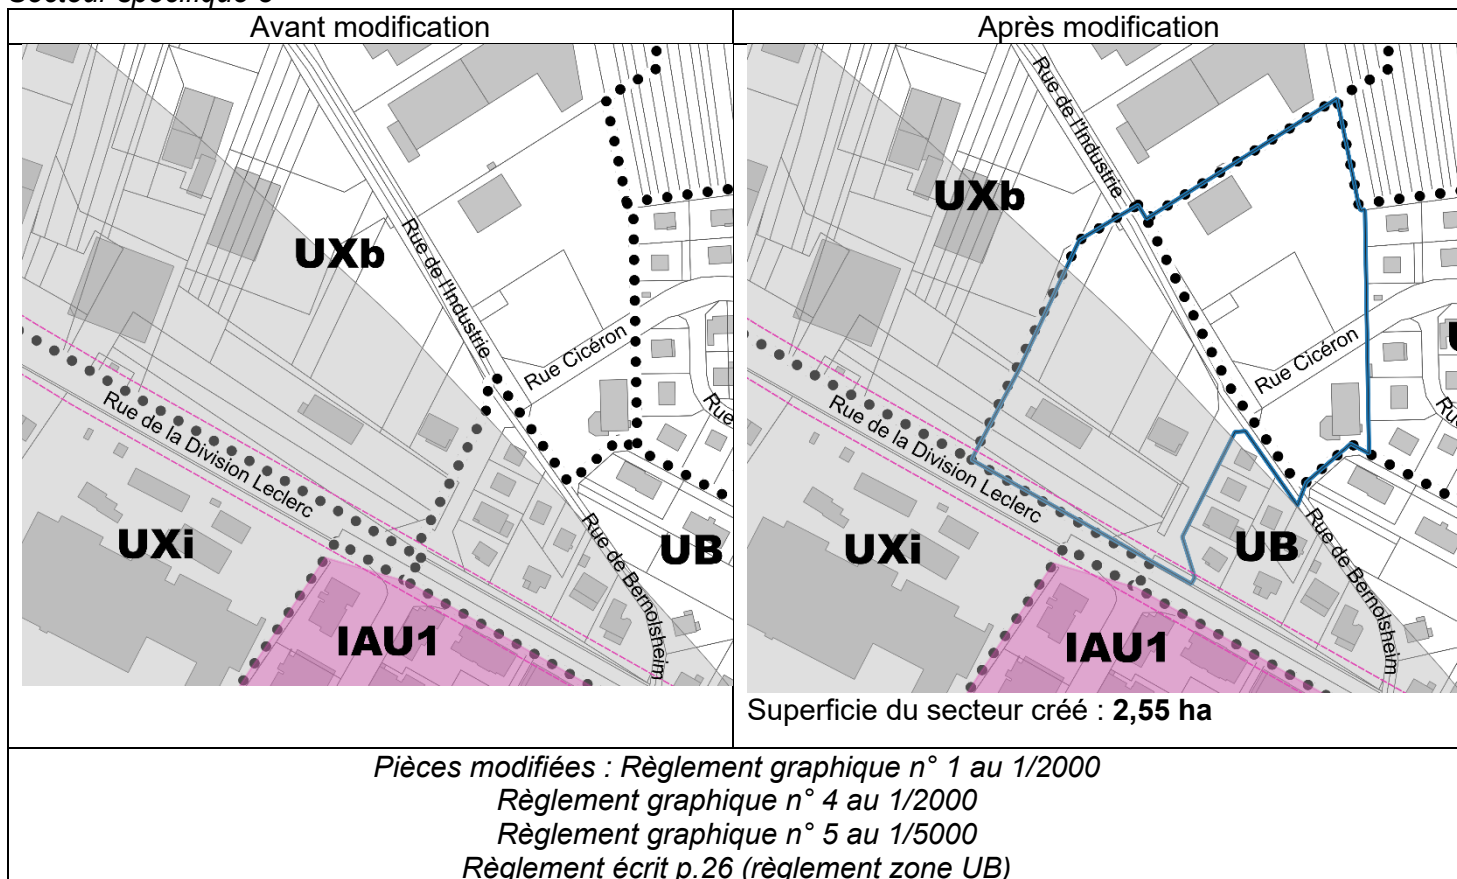 Avant modification
Après modification
UXb
Rue de l'Industrie
Rue Cicéron
Rue
Rue de la Division Leclerc
UXi
UB
Rue de Bernolsheim
IAU1
Rue de l'Industrie
UXb
Rue Cicéron
Rue de la Division Leclerc
UXi
UB
Rue de Bernolsheim
IAU1
Superficie du secteur créé : 2,55 ha
Pièces modifiées : Règlement graphique n° 1 au 1/2000
Règlement graphique n° 4 au 1/2000
Règlement graphique n° 5 au 1/5000
Règlement écrit p.26 (règlement zone UB)